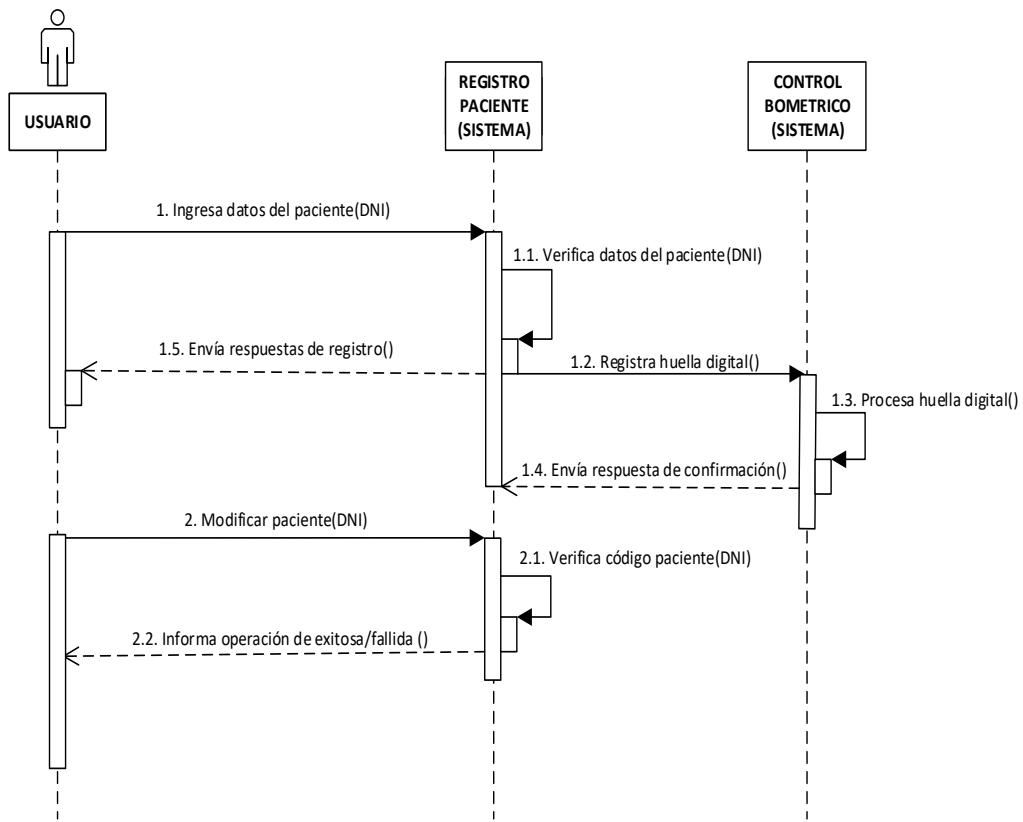 USUARIO
REGISTRO
PACIENTE
(SISTEMA)
CONTROL
BOMETRICO
(SISTEMA)
1. Ingresa datos del paciente(DNI)
1.1. Verifica datos del paciente(DNI)
1.5. Envía respuestas de registro()
1.2. Registra huella digital()
1.3. Procesa huella digital()
1.4. Envía respuesta de confirmación()
2. Modificar paciente(DNI)
2.1. Verifica código paciente(DNI)
2.2. Informa operación de exitosa/fallida ()